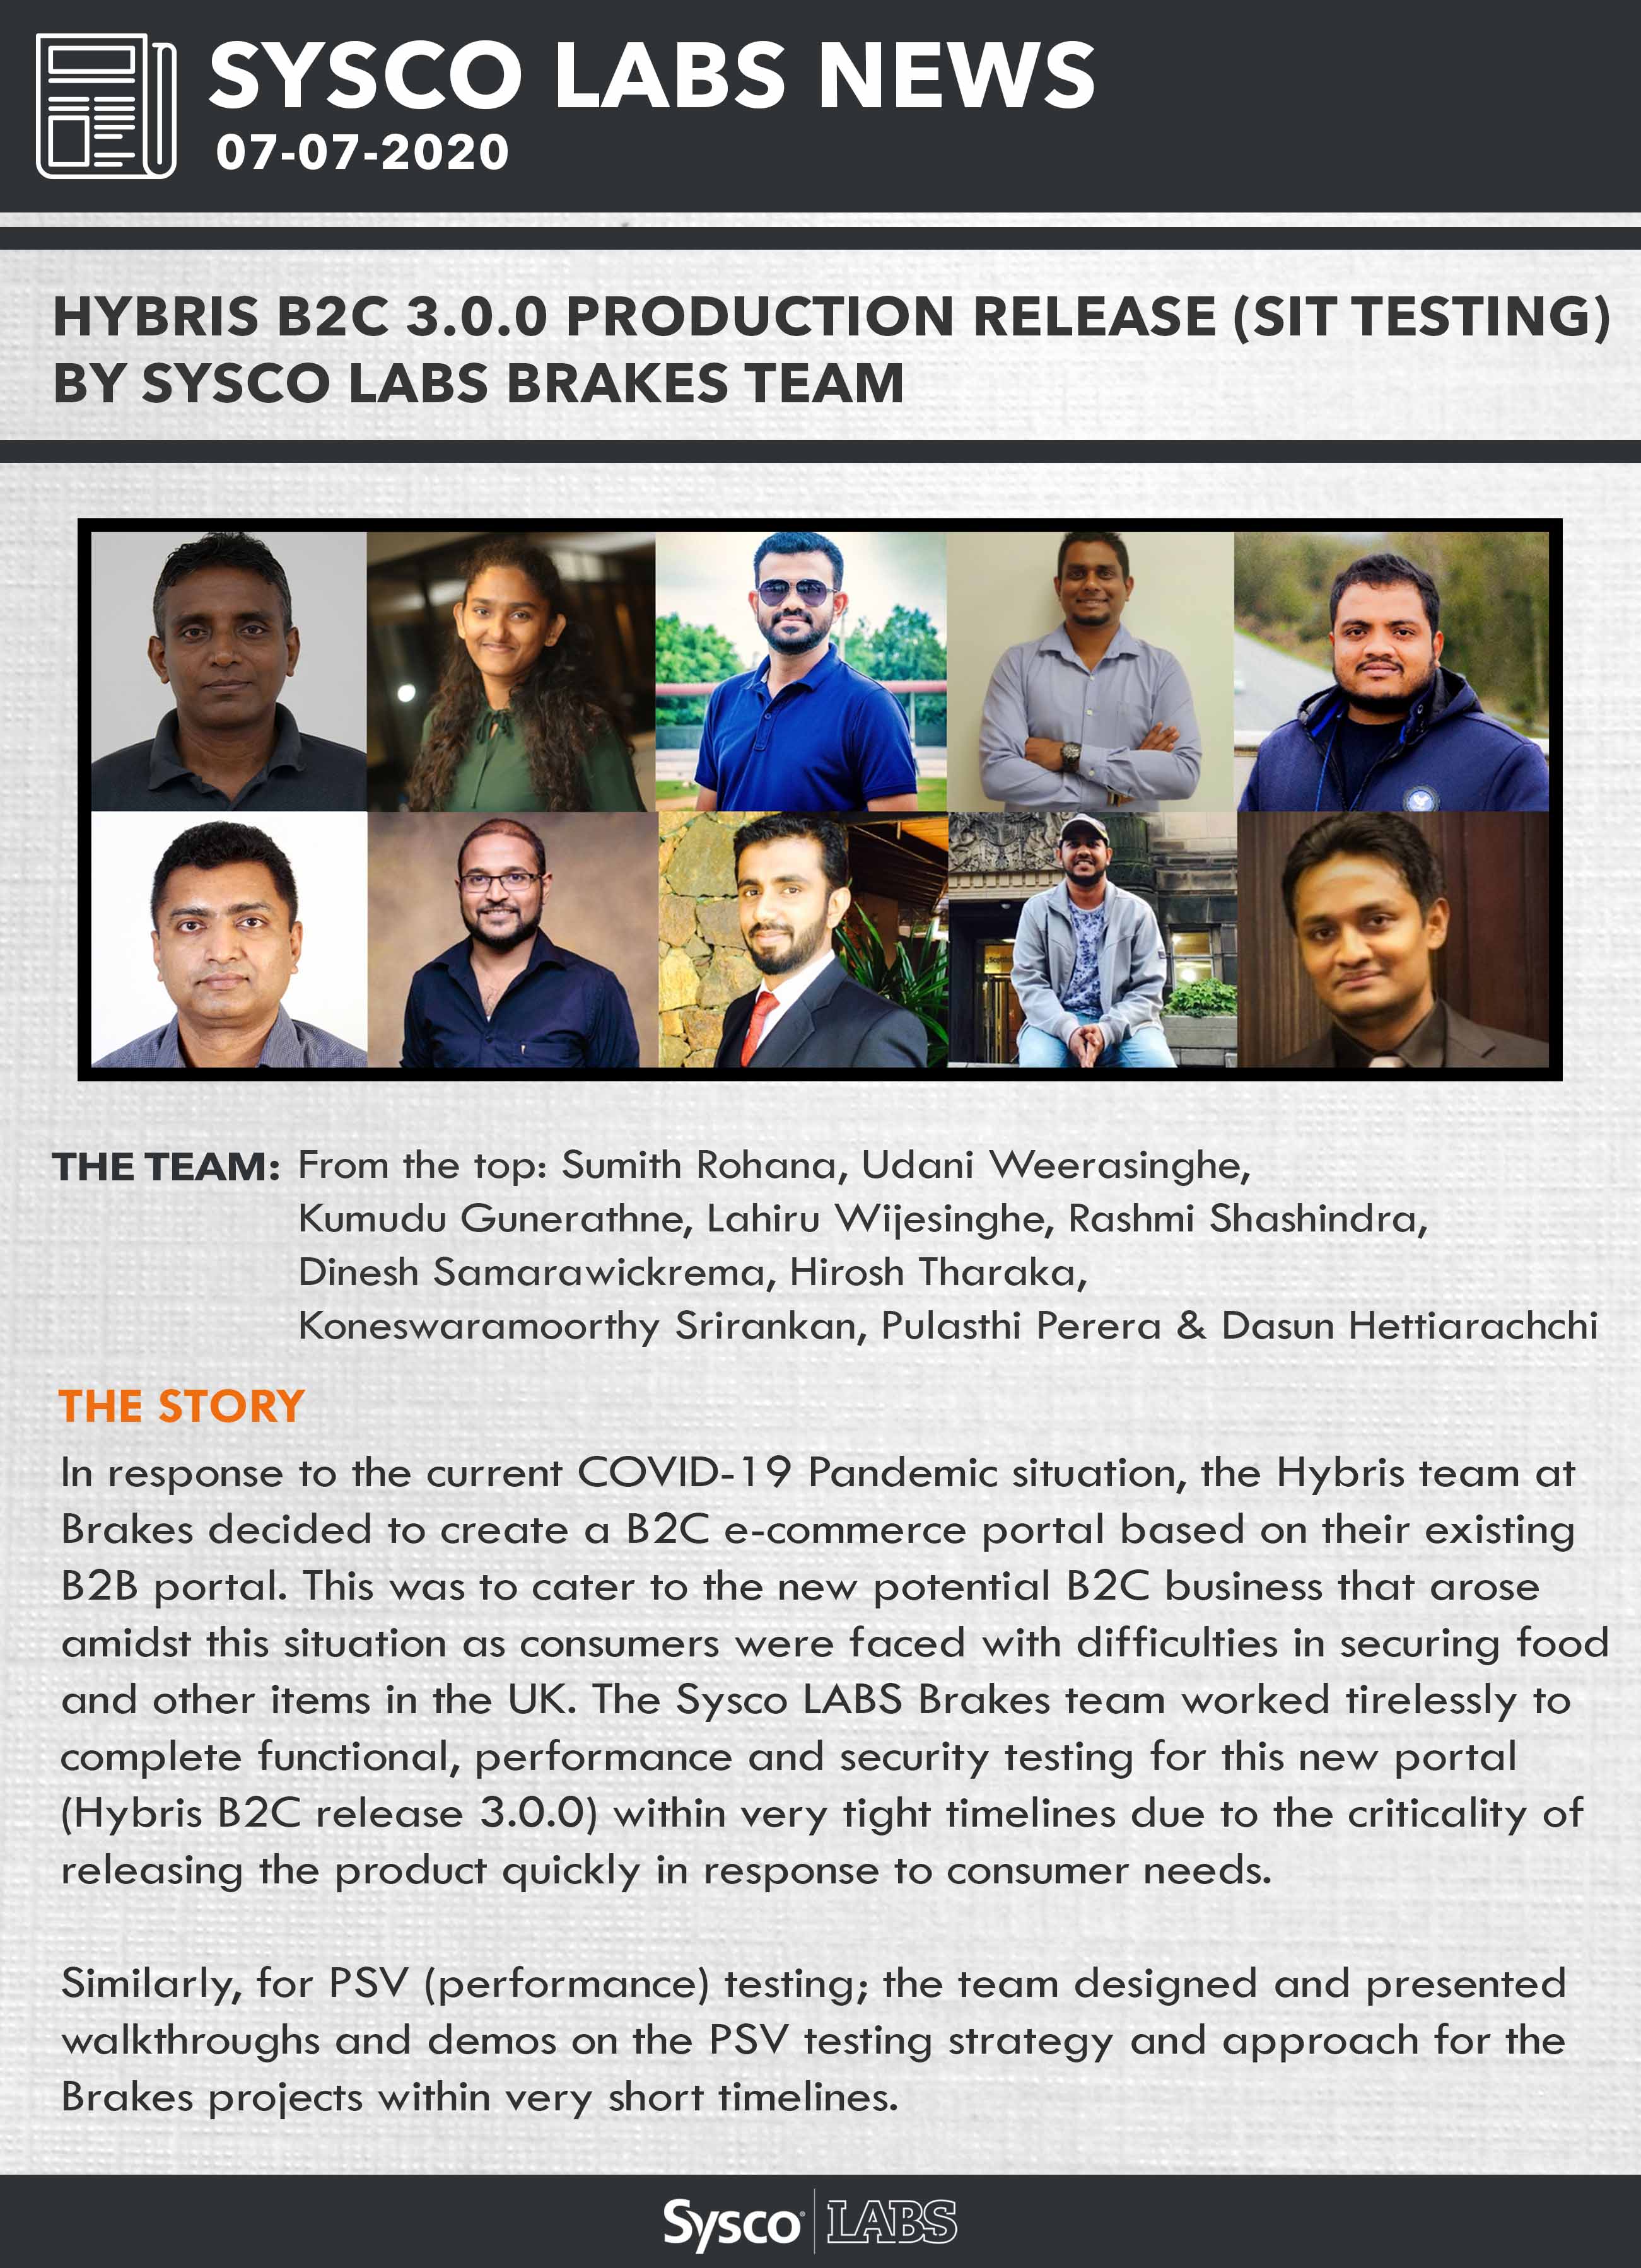 SYSCO LABS NEWS
07-07-2020
HYBRIS B2C 3.0.0 PRODUCTION RELEASE (SIT TESTING)
BY SYSCO LABS BRAKES TEAM
THE TEAM: From the top: Sumith Rohana, Udani Weerasinghe,
Kumudu Gunerathne, Lahiru Wijesinghe, Rashmi Shashindra,
Dinesh Samarawickrema, Hirosh Tharaka,
Koneswaramoorthy Srirankan, Pulasthi Perera & Dasun Hettiarachchi
THE STORY
In response to the current COVID-19 Pandemic situation, the Hybris team at
Brakes decided to create a B2C e-commerce portal based on their existing
B2B portal. This was to cater to the new potential B2C business that arose
amidst this situation as consumers were faced with difficulties in securing food
and other items in the UK. The Sysco LABS Brakes team worked tirelessly to
complete functional, performance and security testing for this new portal
(Hybris B2C release 3.0.0) within very tight timelines due to the criticality of
releasing the product quickly in response to consumer needs.
Similarly, for PSV (performance) testing; the team designed and presented
walkthroughs and demos on the PSV testing strategy and approach for the
Brakes projects within very short timelines.
Sysco® LABS